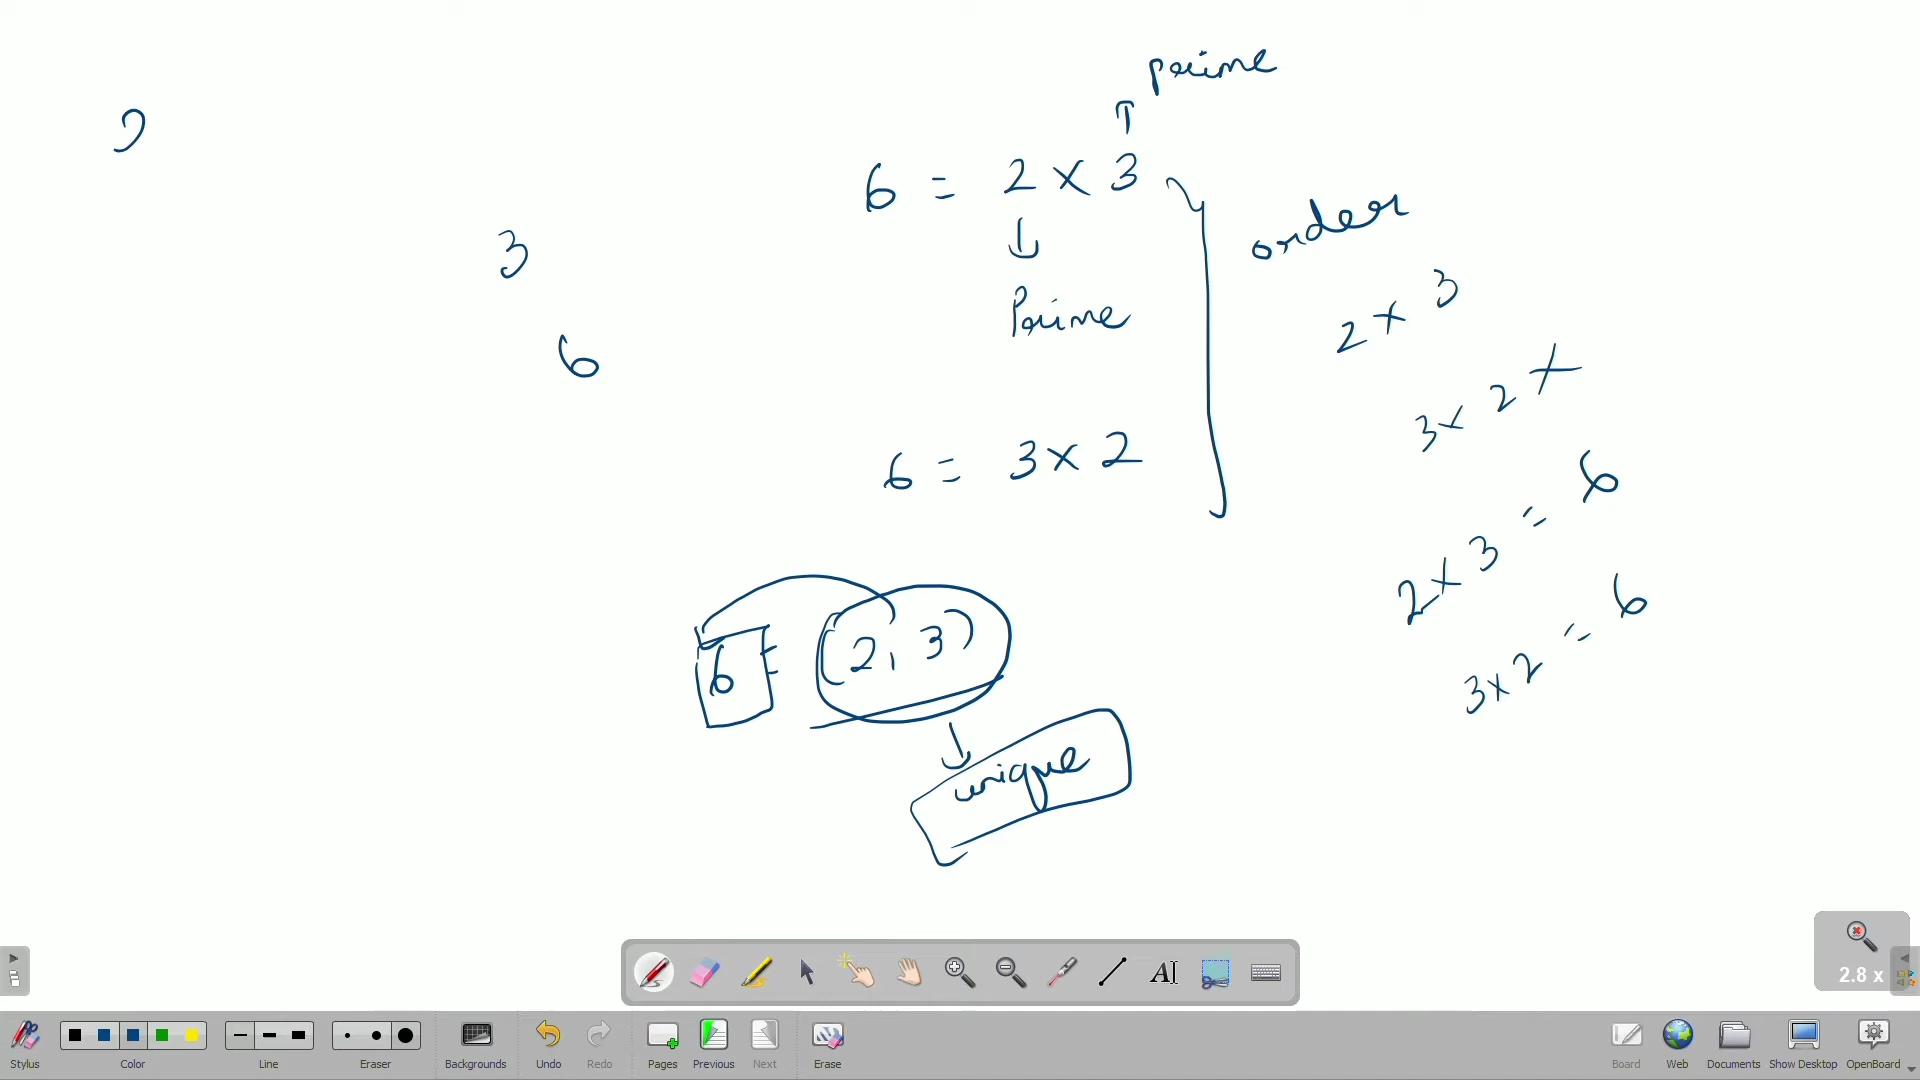 prime
6 = 2 x 3
Prime
order
2 x 3
3 x 2 x
3
6
6 = 3 x 2
2 x 3 = 6
3 x 2 = 6
6 = (2, 3)
unique
2.8 x
Stylus
Color
Line
Eraser
Backgrounds
Undo
Redo
Pages
Previous
Next
Erase
Board
Web
Documents
Show Desktop
OpenBoard